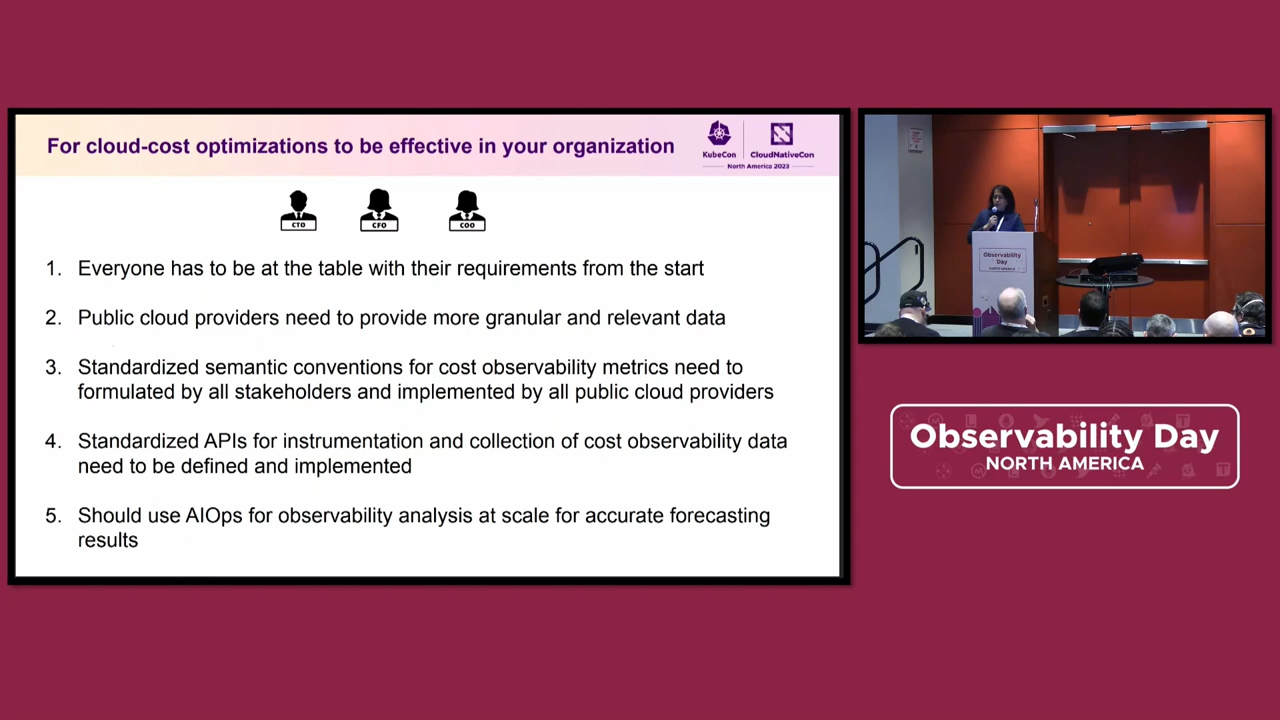 For cloud-cost optimizations to be effective in your organization
KubeCon
CloudNativeCon
North America 2023
CTO
CFO
COO
1. Everyone has to be at the table with their requirements from the start
2. Public cloud providers need to provide more granular and relevant data
3. Standardized semantic conventions for cost observability metrics need to
formulated by all stakeholders and implemented by all public cloud providers
4. Standardized APIs for instrumentation and collection of cost observability data
need to be defined and implemented
5. Should use AIOps for observability analysis at scale for accurate forecasting
results
Observability
Day
NORTH AMERICA
Observability Day
NORTH AMERICA